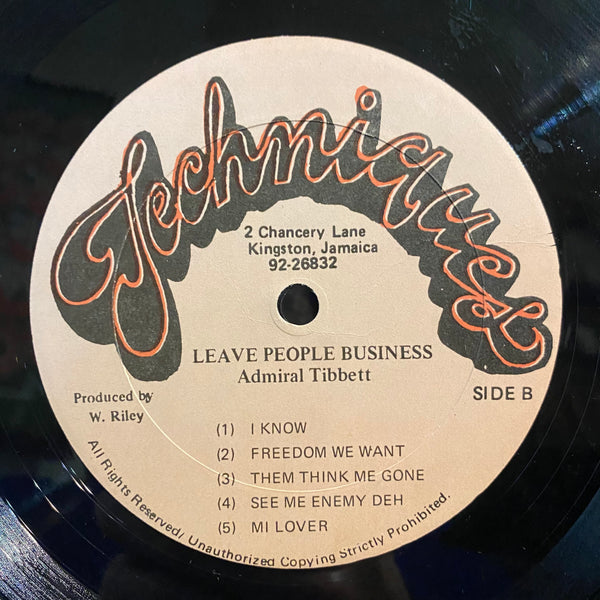 Techniques
2 Chancery Lane
Kingston, Jamaica
92-26832
LEAVE PEOPLE BUSINESS
Admiral Tibbett
Produced by
W. Riley
SIDE B
(1) I KNOW
(2) FREEDOM WE WANT
(3) THEM THINK ME GONE
(4) SEE ME ENEMY DEH
(5) MI LOVER
All Rights Reserved/ Unauthorized Copying Strictly Prohibited.